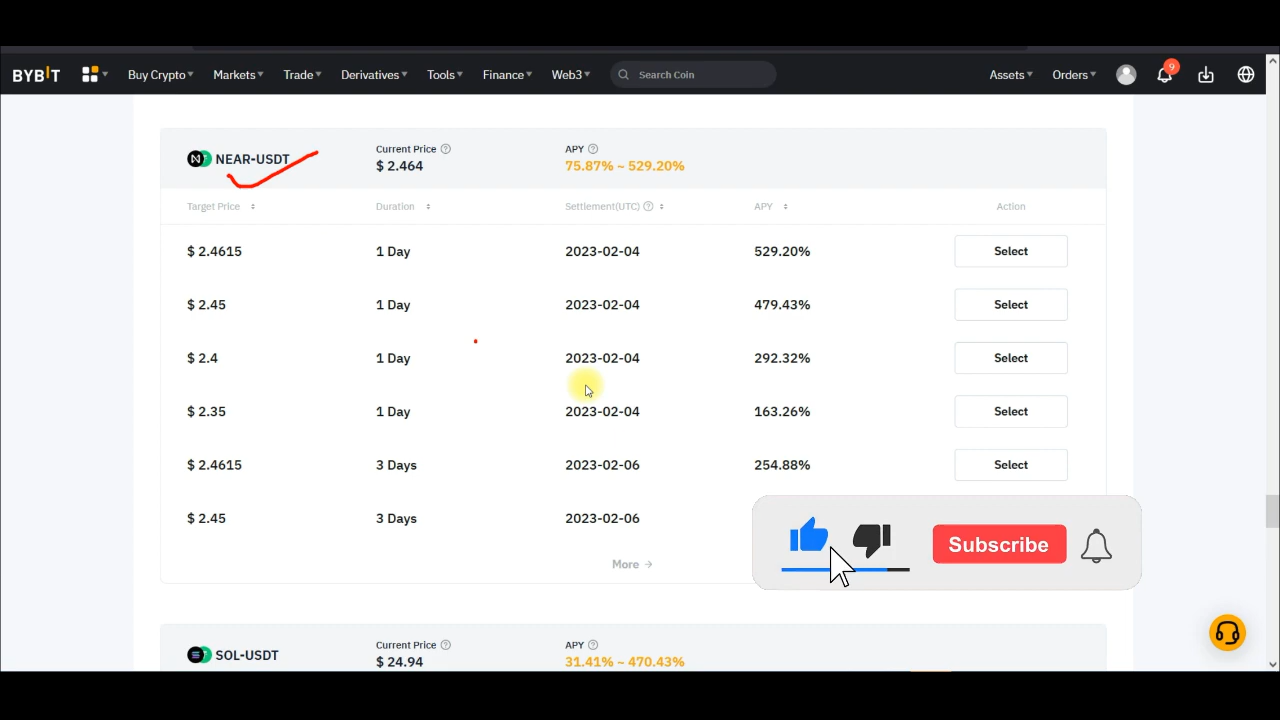 BYBIT Buy Crypto Markets Trade Derivatives Tools Finance Web3 Search Coin Assets Orders 9
NEAR-USDT Current Price APY
$ 2.464 75.87% ~ 529.20%
Target Price Duration Settlement(UTC) APY Action
$ 2.4615 1 Day 2023-02-04 529.20% Select
$ 2.45 1 Day 2023-02-04 479.43% Select
$ 2.4 1 Day 2023-02-04 292.32% Select
$ 2.35 1 Day 2023-02-04 163.26% Select
$ 2.4615 3 Days 2023-02-06 254.88% Select
$ 2.45 3 Days 2023-02-06
Subscribe
More →
SOL-USDT Current Price APY
$ 24.94 31.41% ~ 470.43%